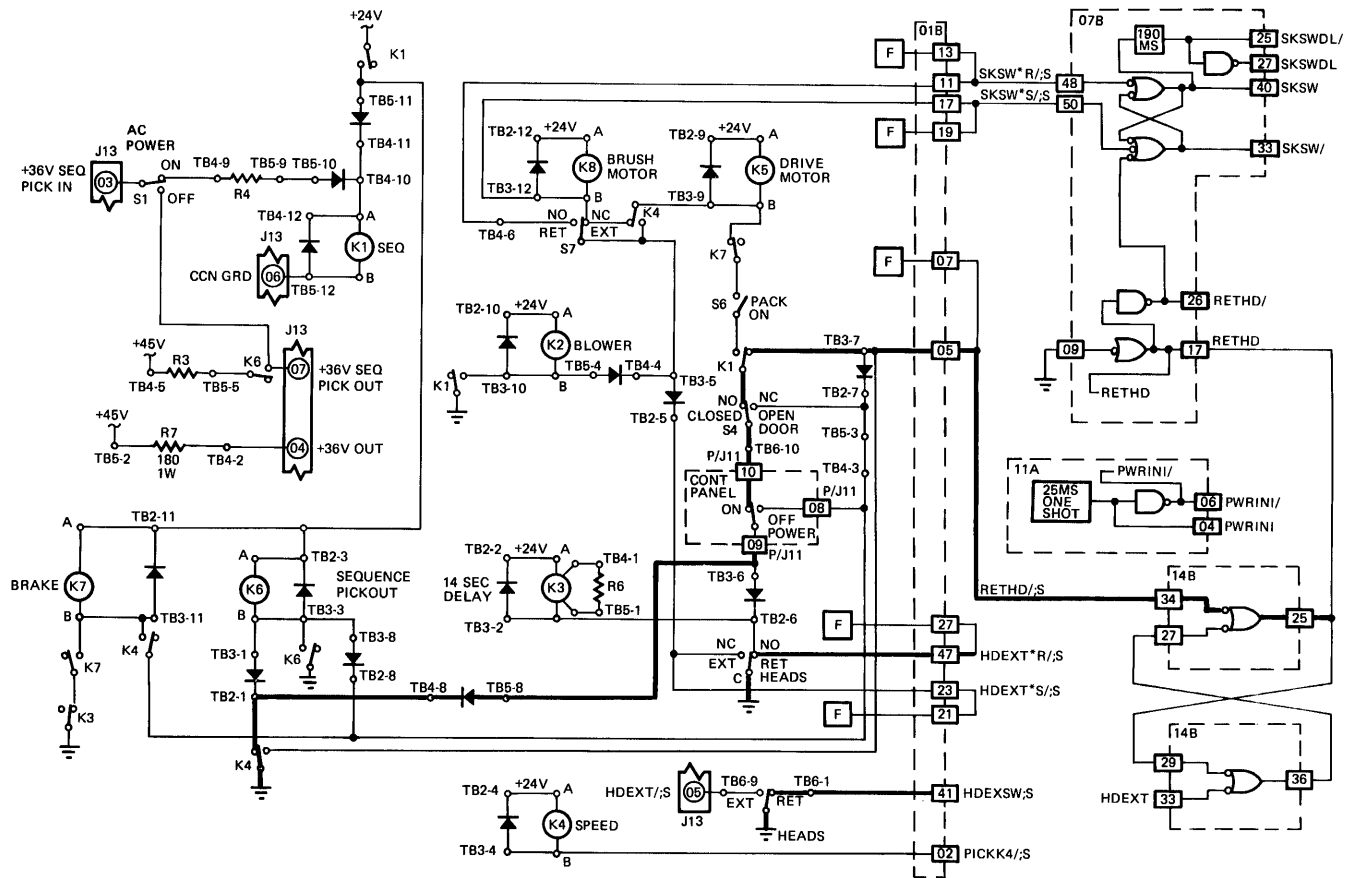 +24V
K1
TB5-11
TB4-11
AC
POWER
J13
+36V SEQ
PICK IN
03
ON
S1
OFF
TB4-9
R4
TB5-9
TB5-10
TB4-10
TB4-12
A
K1
SEQ
B
J13
CCN GRD
06
TB5-12
+45V
R3
TB4-5
TB5-5
K6
J13
07
+36V SEQ
PICK OUT
+45V
R7
TB5-2
180
1W
TB4-2
04
+36V OUT
TB2-12
+24V
A
K8
BRUSH
MOTOR
TB3-12
B
TB2-9
+24V
A
K5
DRIVE
MOTOR
TB3-9
B
TB4-6
NO
RET
NC
EXT
K4
S7
K7
S6
PACK
ON
TB2-10
+24V
A
K2
BLOWER
TB3-10
B
TB5-4
TB4-4
TB3-5
TB2-5
K1
K1
TB3-7
TB2-7
NO
CLOSED
NC
OPEN
DOOR
S4
TB6-10
TB5-3
TB4-3
P/J11
10
CONT
PANEL
ON
OFF
POWER
P/J11
08
09
P/J11
TB3-6
TB2-6
A
TB2-11
BRAKE
K7
B
TB3-11
K7
K4
K3
A
TB2-3
K6
B
SEQUENCE
PICKOUT
TB3-3
TB3-1
K6
TB3-8
TB2-8
TB2-1
K4
TB4-8
TB5-8
TB2-2
+24V
A
14 SEC
DELAY
K3
TB4-1
R6
TB5-1
TB3-2
NC
EXT
NO
RET
C
HEADS
TB2-4
+24V
A
K4
SPEED
TB3-4
B
HDEXT/;S
05
J13
TB6-9
EXT
TB6-1
RET
HEADS
01B
F
13
11
17
F
19
SKSW*R/;S
SKSW*S/;S
F
07
05
RETHD/;S
F
27
47
HDEXT*R/;S
23
HDEXT*S/;S
F
21
41
HDEXSW;S
02
PICKK4/;S
07B
190
MS
25
SKSWDL/
27
SKSWDL
48
40
SKSW
50
33
SKSW/
26
RETHD/
09
17
RETHD
RETHD
11A
25MS
ONE
SHOT
PWRINI/
06
PWRINI/
04
PWRINI
14B
34
27
25
14B
29
HDEXT
33
36